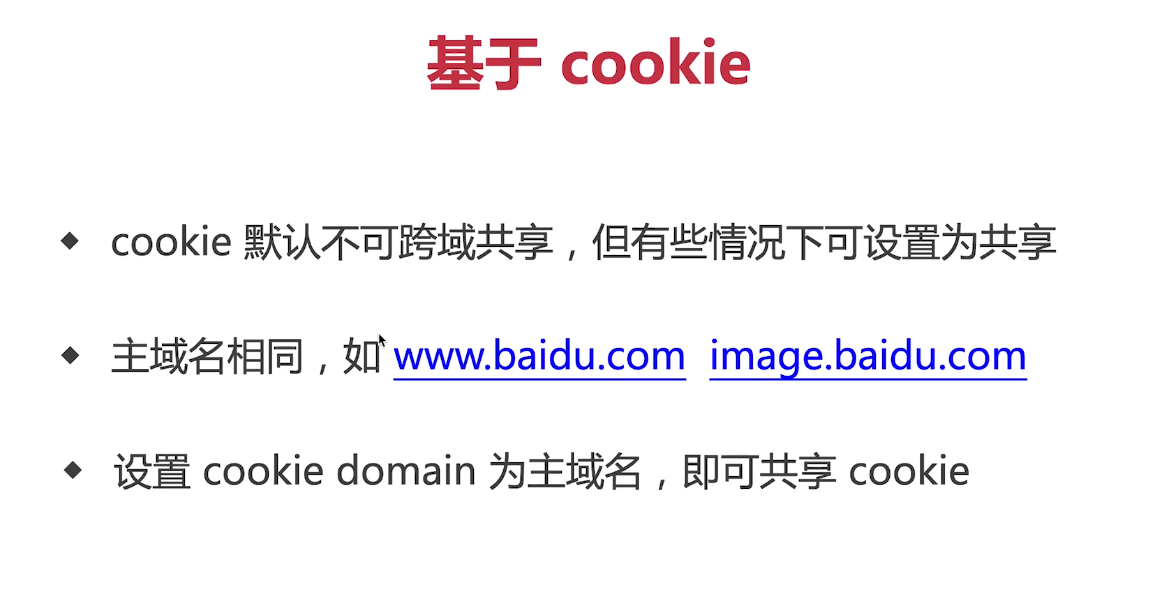 基于 cookie
cookie 默认不可跨域共享，但有些情况下可设置为共享
主域名相同，如 www.baidu.com image.baidu.com
设置 cookie domain 为主域名，即可共享 cookie